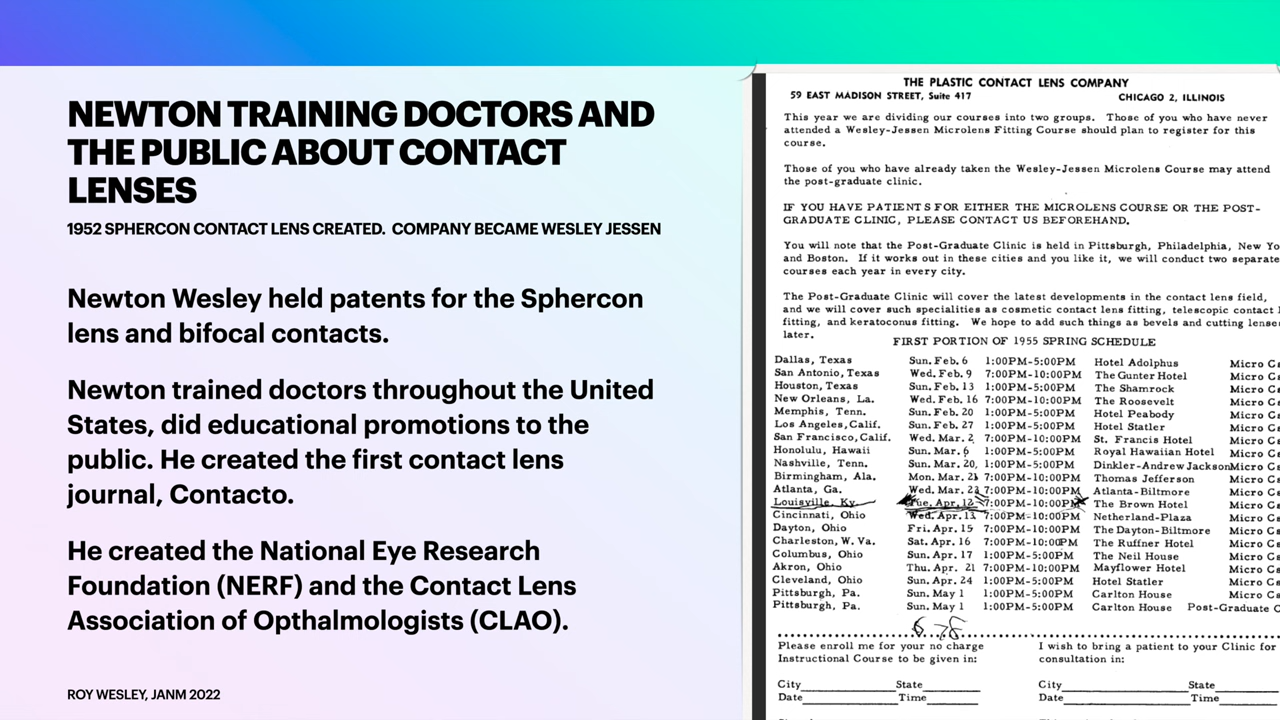 NEWTON TRAINING DOCTORS AND
THE PUBLIC ABOUT CONTACT
LENSES
1952 SPHERCON CONTACT LENS CREATED. COMPANY BECAME WESLEY JESSEN
Newton Wesley held patents for the Sphercon
lens and bifocal contacts.
Newton trained doctors throughout the United
States, did educational promotions to the
public. He created the first contact lens
journal, Contacto.
He created the National Eye Research
Foundation (NERF) and the Contact Lens
Association of Opthalmologists (CLAO).
ROY WESLEY, JANM 2022
THE PLASTIC CONTACT LENS COMPANY
59 EAST MADISON STREET, Suite 417 CHICAGO 2, ILLINOIS
This year we are dividing our courses into two groups. Those of you who have never
attended a Wesley-Jessen Microlens Fitting Course should plan to register for this
course.
Those of you who have already taken the Wesley-Jessen Microlens Course may attend
the post-graduate clinic.
IF YOU HAVE PATIENTS FOR EITHER THE MICROLENS COURSE OR THE POST-
GRADUATE CLINIC, PLEASE CONTACT US BEFOREHAND.
You will note that the Post-Graduate Clinic is held in Pittsburgh, Philadelphia, New Yo
and Boston. If it works out in these cities and you like it, we will conduct two separate
courses each year in every city.
The Post-Graduate Clinic will cover the latest developments in the contact lens field,
and we will cover such specialities as cosmetic contact lens fitting, telescopic contact l
fitting, and keratoconus fitting. We hope to add such things as bevels and cutting lense
later.
FIRST PORTION OF 1955 SPRING SCHEDULE
Dallas, Texas Sun. Feb. 6 1:00PM-5:00PM Hotel Adolphus Micro
San Antonio, Texas Wed. Feb. 9 7:00PM-10:00PM The Gunter Hotel Micro
Houston, Texas Sun. Feb. 13 1:00PM-5:00PM The Shamrock Micro
New Orleans, La. Wed. Feb. 16 7:00PM-10:00PM The Roosevelt Micro
Memphis, Tenn. Sun. Feb. 20 1:00PM-5:00PM Hotel Peabody Micro
Los Angeles, Calif. Sun. Feb. 27 1:00PM-5:00PM Hotel Statler Micro
San Francisco, Calif. Wed. Mar. 2, 7:00PM-10:00PM St. Francis Hotel Micro
Honolulu, Hawaii Sun. Mar. 6 1:00PM-5:00PM Royal Hawaiian Hotel Micro
Nashville, Tenn. Sun. Mar. 20, 1:00PM-5:00PM Dinkler-Andrew Jackson Micro
Birmingham, Ala. Mon. Mar. 21 7:00PM-10:00PM Thomas Jefferson Micro
Atlanta, Ga. Wed. Mar. 23 7:00PM-10:00PM Atlanta-Biltmore Micro
Louisville, Ky. Tue. Apr. 12 7:00PM-10:00PM The Brown Hotel Micro
Cincinnati, Ohio Wed. Apr. 13 7:00PM-10:00PM Netherland-Plaza Micro
Dayton, Ohio Fri. Apr. 15 7:00PM-10:00PM The Dayton-Biltmore Micro
Charleston, W. Va. Sat. Apr. 16 7:00PM-10:00PM The Ruffner Hotel Micro
Columbus, Ohio Sun. Apr. 17 1:00PM-5:00PM The Neil House Micro
Akron, Ohio Thu. Apr. 21 7:00PM-10:00PM Mayflower Hotel Micro
Cleveland, Ohio Sun. Apr. 24 1:00PM-5:00PM Hotel Statler Micro
Pittsburgh, Pa. Sun. May 1 1:00PM-5:00PM Carlton House Micro
Pittsburgh, Pa. Sun. May 1 1:00PM-5:00PM Carlton House Post-Graduate C
Please enroll me for your no charge I wish to bring a patient to your Clinic for
Instructional Course to be given in: consultation in:
City State City State
Date Time Date Time